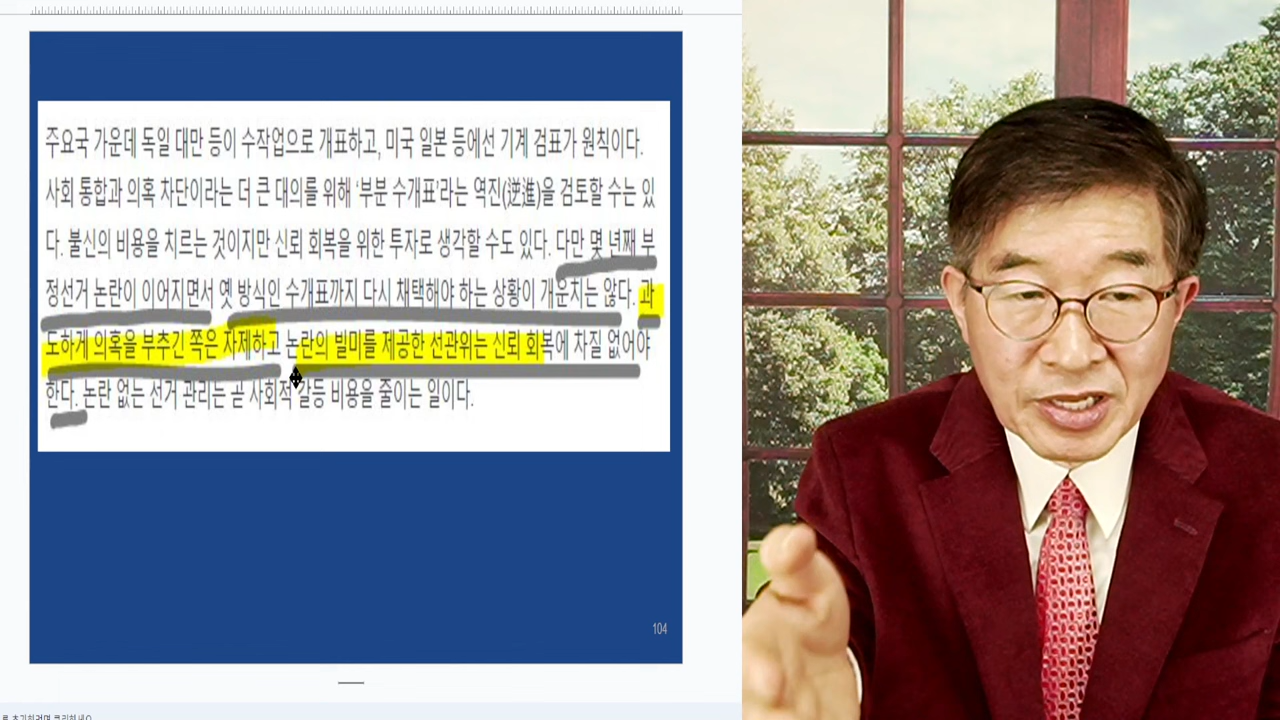 주요국 가운데 독일 대만 등이 수작업으로 개표하고, 미국 일본 등에선 기계 검표가 원칙이다.
사회 통합과 의혹 차단이라는 더 큰 대의를 위해 '부분 수개표'라는 역진(逆進)을 검토할 수는 있
다. 불신의 비용을 치르는 것이지만 신뢰 회복을 위한 투자로 생각할 수도 있다. 다만 몇 년째 부
정선거 논란이 이어지면서 옛 방식인 수개표까지 다시 채택해야 하는 상황이 개운치는 않다. 과
도하게 의혹을 부추긴 쪽은 자제하고 논란의 빌미를 제공한 선관위는 신뢰 회복에 차질 없어야
한다. 논란 없는 선거 관리는 곧 사회적 갈등 비용을 줄이는 일이다.
104